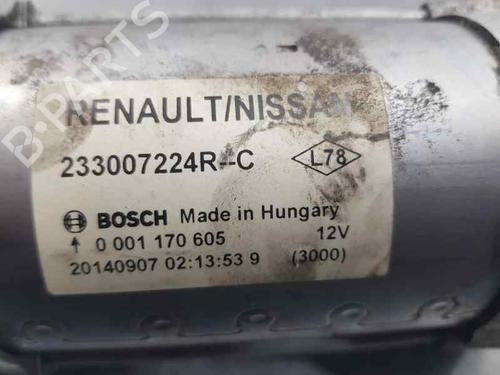 RENAULT/NISSAN
233007224R--C
L78
BOSCH Made in Hungary
0 001 170 605 12V
20140907 02:13:53 9 (3000)
B-PARTS